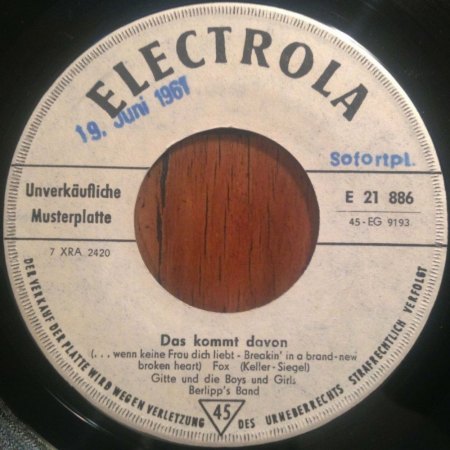 ELECTROLA
19. Juni 1961
Sofortpl.
Unverkäufliche
Musterplatte
E 21 886
45-EG 9193
7 XRA 2420
Das kommt davon
(... wenn keine Frau dich liebt - Breakin' in a brand-new
broken heart) Fox (Keller-Siegel)
Gitte und die Boys und Girls
Berlipp's Band
45
DER VERKAUF DER PLATTE WIRD WEGEN VERLETZUNG DES URHEBERRECHTS STRAFRECHTLICH VERFOLGT